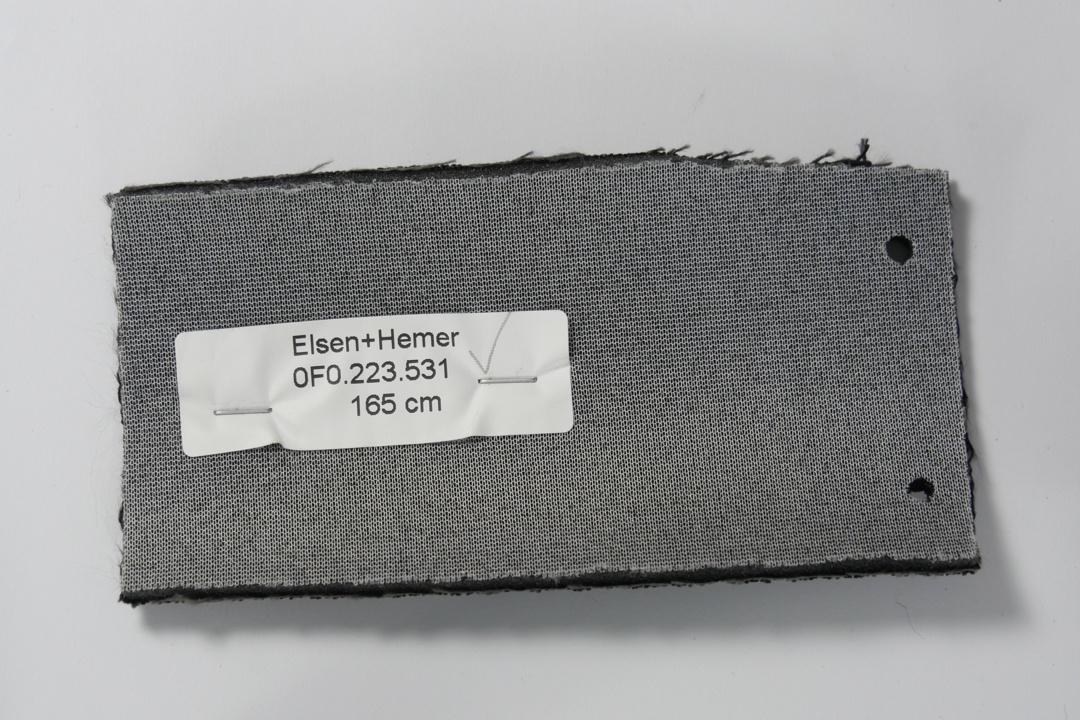 Elsen+Hemer
0F0.223.531
165 cm